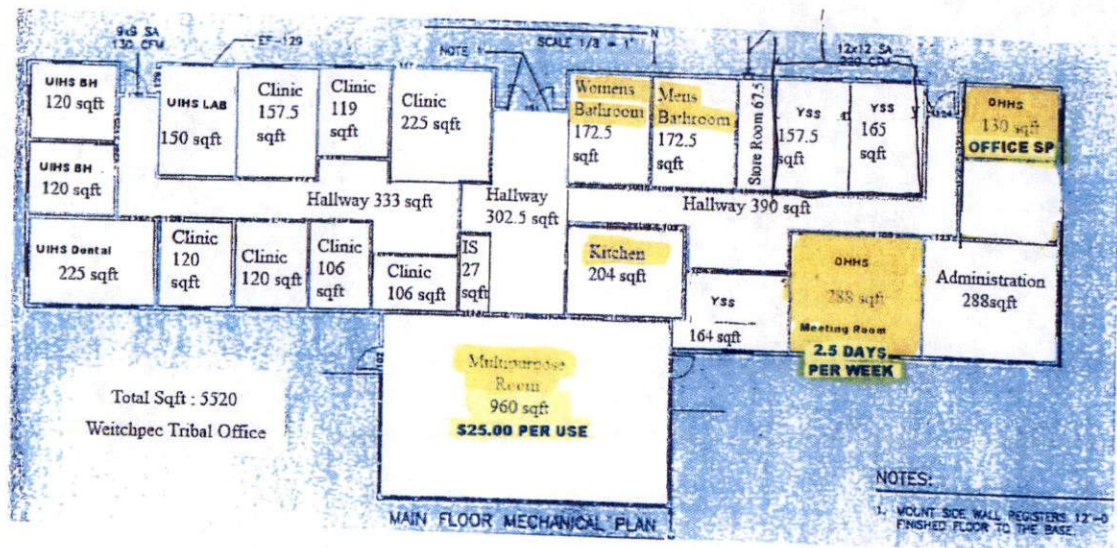 9x9 SA
130 CFM
EF-129
NOTE 1
SCALE 1/8 = 1'
N
12x12 SA
220 CFM
UIHS BH
120 sqft
UIHS LAB
150 sqft
Clinic
157.5
sqft
Clinic
119
sqft
Clinic
225 sqft
Womens
Bathroom
172.5
sqft
Mens
Bathroom
172.5
sqft
Store Room 67.5
YSS
157.5
sqft
YSS
165
sqft
OHHS
130 sqft
OFFICE SP
UIHS BH
120 sqft
Hallway 333 sqft
Hallway
302.5 sqft
Hallway 390 sqft
UIHS Dental
225 sqft
Clinic
120
sqft
Clinic
120 sqft
Clinic
106
sqft
Clinic
106 sqft
IS
27
sqft
Kitchen
204 sqft
YSS
164 sqft
OHHS
288 sqft
Meeting Room
2.5 DAYS
PER WEEK
Administration
288sqft
Multipurpose
Room
960 sqft
$25.00 PER USE
Total Sqft : 5520
Weitchpec Tribal Office
MAIN FLOOR MECHANICAL PLAN
NOTES:
1. MOUNT SIDE WALL REGISTERS 12'-0
FINISHED FLOOR TO THE BASE.